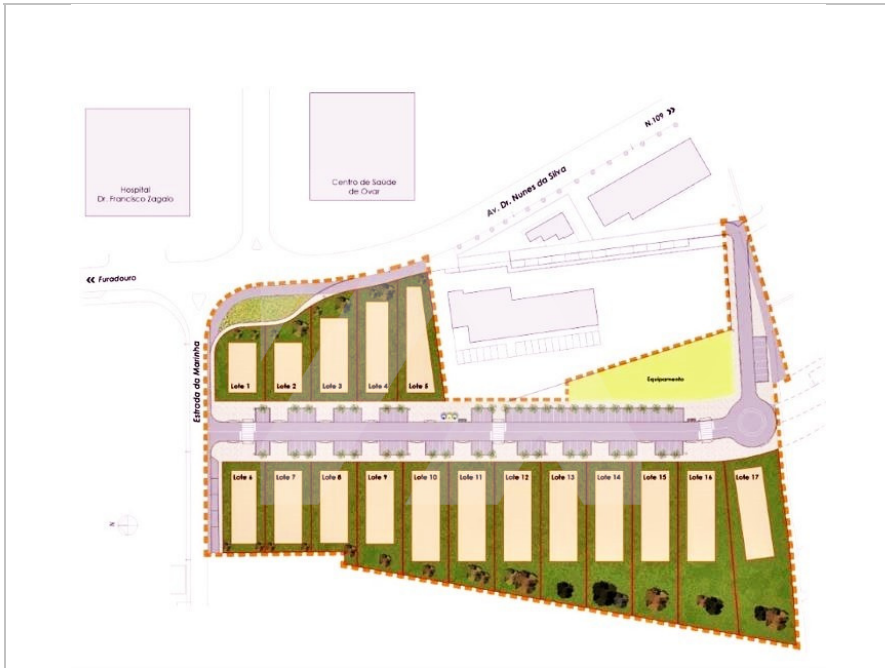 N.109 >>
Hospital
Dr. Francisco Zagalo
Centro de Saúde
de Ovar
Av. Dr. Nunes da Silva
<< Furadouro
Estrada da Marinha
Lote 1
Lote 2
Lote 3
Lote 4
Lote 5
Equipamento
Lote 6
Lote 7
Lote 8
Lote 9
Lote 10
Lote 11
Lote 12
Lote 13
Lote 14
Lote 15
Lote 16
Lote 17